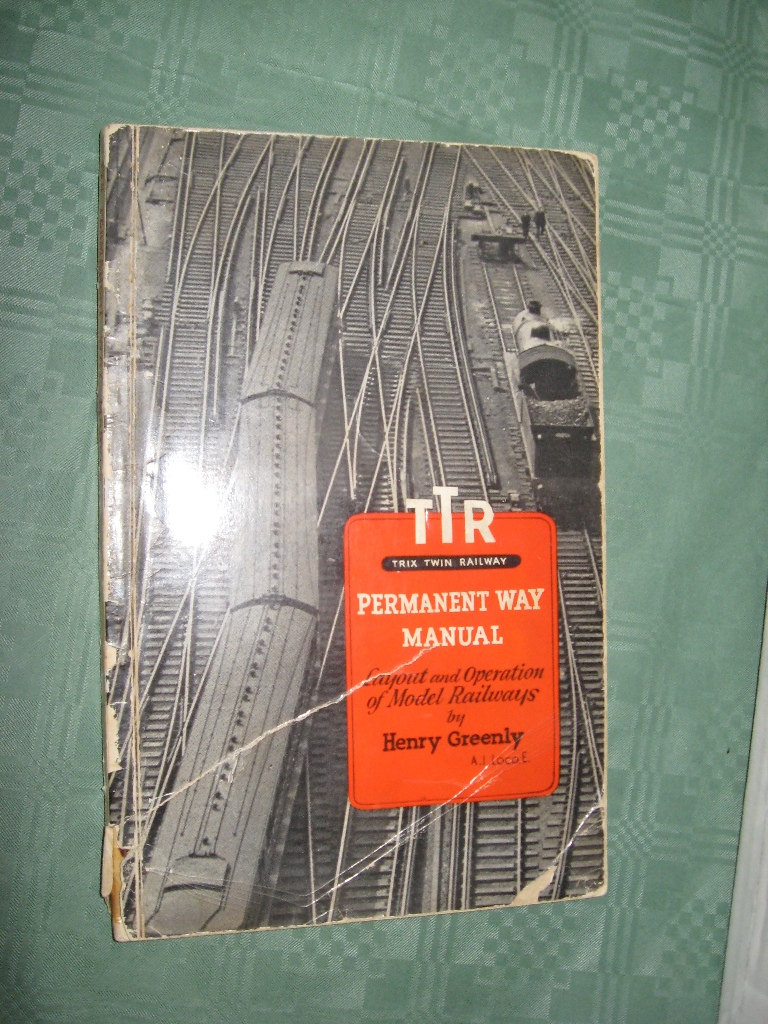 TTR
TRIX TWIN RAILWAY
PERMANENT WAY
MANUAL
Layout and Operation
of Model Railways
by
Henry Greenly
A.I.Loco.E.